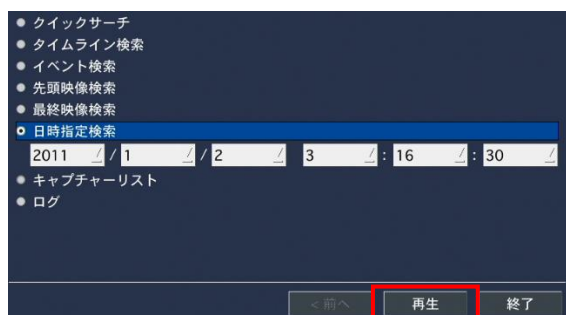 クイックサーチ
タイムライン検索
イベント検索
先頭映像検索
最終映像検索
日時指定検索
2011 / 1 / 2 3 : 16 : 30
キャプチャーリスト
ログ
<前へ 再生 終了